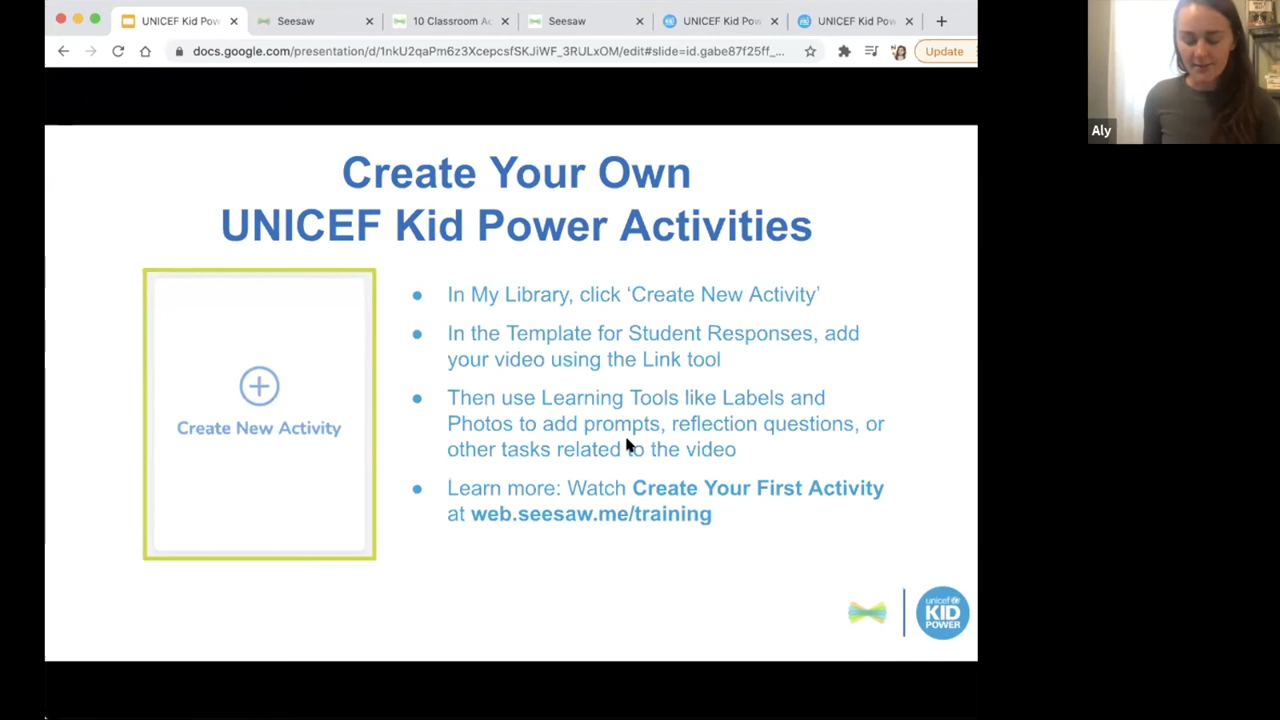 UNICEF Kid Pow
Seesaw
10 Classroom Ac
Seesaw
UNICEF Kid Pow
UNICEF Kid Pow
docs.google.com/presentation/d/1nkU2qaPm6z3XcepcsfSKJiWF_3RULxOM/edit#slide=id.gabe87f25ff_...
Update
Aly
Create Your Own
UNICEF Kid Power Activities
Create New Activity
● In My Library, click ‘Create New Activity’
● In the Template for Student Responses, add
your video using the Link tool
● Then use Learning Tools like Labels and
Photos to add prompts, reflection questions, or
other tasks related to the video
● Learn more: Watch Create Your First Activity
at web.seesaw.me/training
unicef
KID
POWER